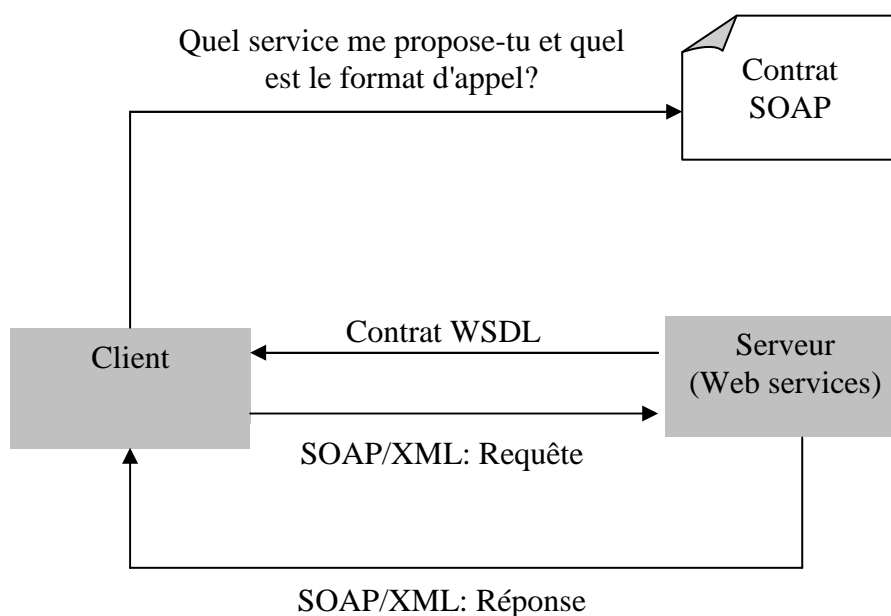 Quel service me propose-tu et quel
est le format d'appel?
Contrat
SOAP
Contrat WSDL
Client
Serveur
(Web services)
SOAP/XML: Requête
SOAP/XML: Réponse